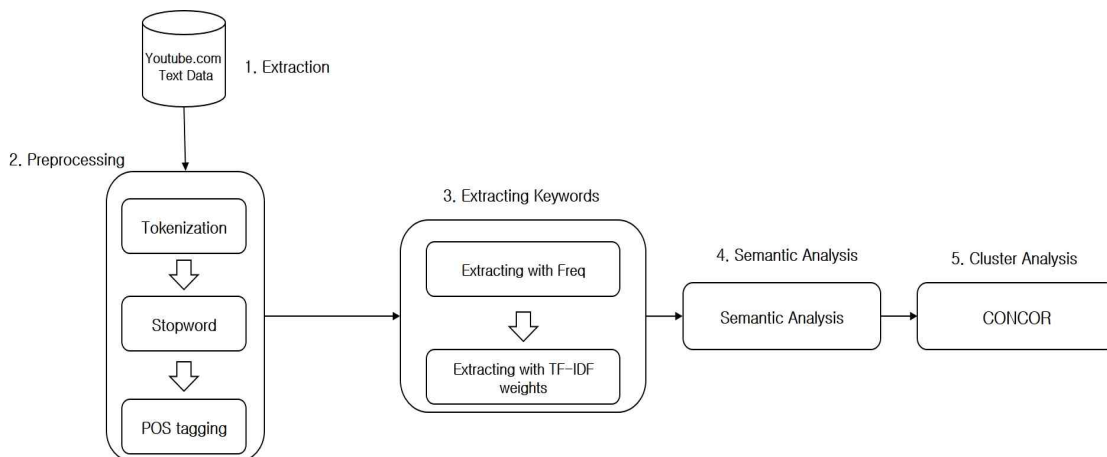 Youtube.com
Text Data
1. Extraction
2. Preprocessing
Tokenization
Stopword
POS tagging
3. Extracting Keywords
Extracting with Freq
Extracting with TF-IDF
weights
4. Semantic Analysis
Semantic Analysis
5. Cluster Analysis
CONCOR